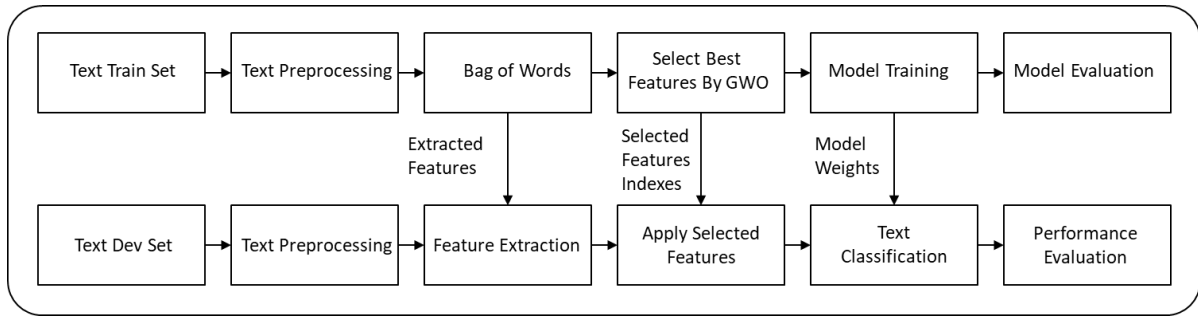 Text Train Set
Text Preprocessing
Bag of Words
Select Best
Features By GWO
Model Training
Model Evaluation
Extracted
Features
Selected
Features
Indexes
Model
Weights
Text Dev Set
Text Preprocessing
Feature Extraction
Apply Selected
Features
Text
Classification
Performance
Evaluation